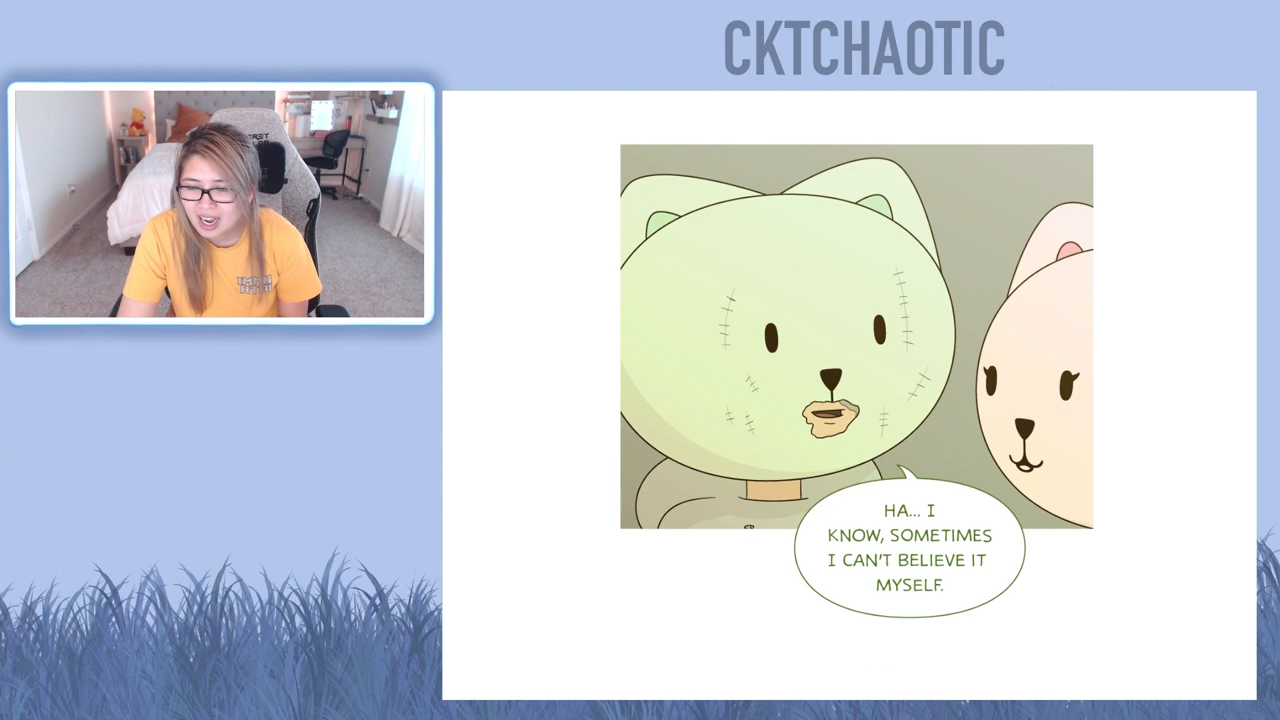 CKTCHAOTIC
HA... I
KNOW, SOMETIMES
I CAN'T BELIEVE IT
MYSELF.